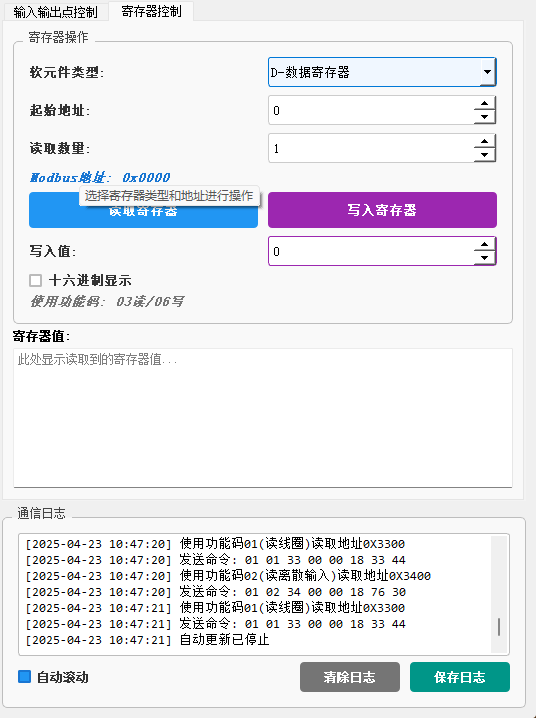 输入输出点控制
寄存器控制
寄存器操作
软元件类型:
D-数据寄存器
起始地址:
0
读取数量:
1
Modbus地址: 0x0000
选择寄存器类型和地址进行操作
读取寄存器
写入寄存器
写入值:
0
十六进制显示
使用功能码: 03读/06写
寄存器值:
此处显示读取到的寄存器值...
通信日志
[2025-04-23 10:47:20] 使用功能码01(读线圈)读取地址0X3300
[2025-04-23 10:47:20] 发送命令: 01 01 33 00 00 18 33 44
[2025-04-23 10:47:20] 使用功能码02(读离散输入)读取地址0X3400
[2025-04-23 10:47:20] 发送命令: 01 02 34 00 00 18 76 30
[2025-04-23 10:47:21] 使用功能码01(读线圈)读取地址0X3300
[2025-04-23 10:47:21] 发送命令: 01 01 33 00 00 18 33 44
[2025-04-23 10:47:21] 自动更新已停止
自动滚动
清除日志
保存日志